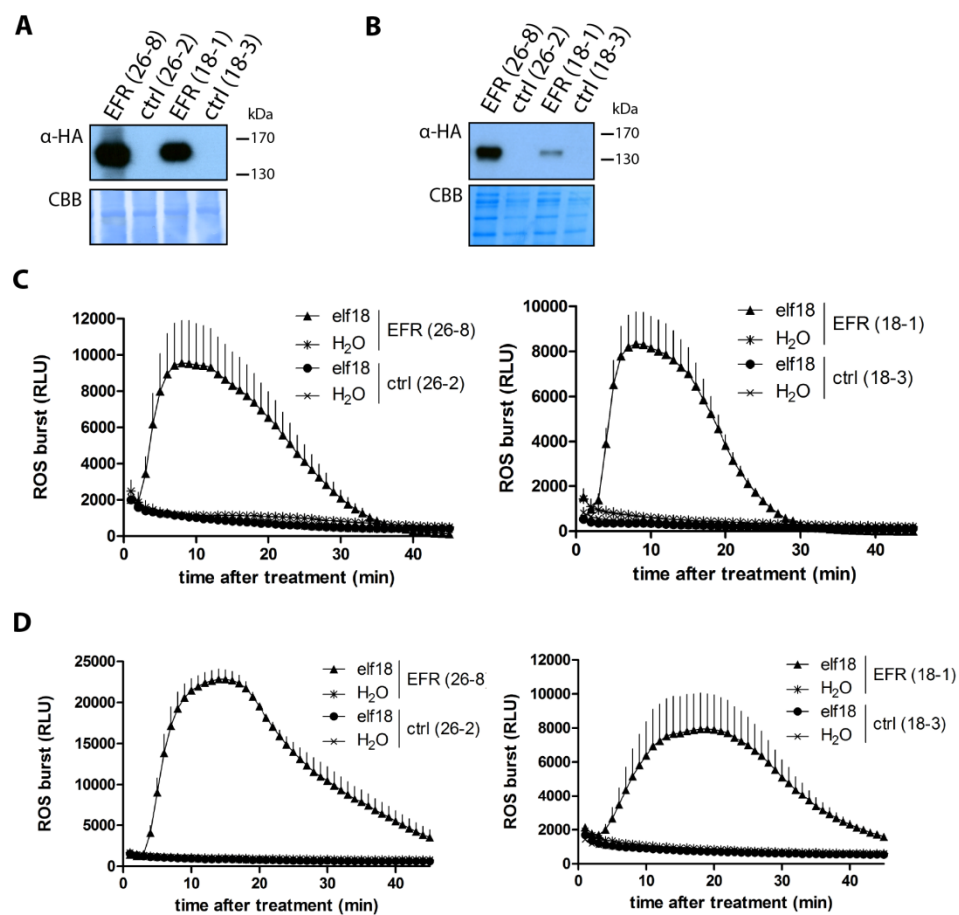 A
EFR (26-8)
ctrl (26-2)
EFR (18-1)
ctrl (18-3)
kDa
α-HA
170
130
CBB
B
EFR (26-8)
ctrl (26-2)
EFR (18-1)
ctrl (18-3)
kDa
α-HA
170
130
CBB
C
ROS burst (RLU)
12000
10000
8000
6000
4000
2000
0
0 10 20 30 40
time after treatment (min)
elf18
H2O
EFR (26-8)
elf18
H2O
ctrl (26-2)
ROS burst (RLU)
10000
8000
6000
4000
2000
0
0 10 20 30 40
time after treatment (min)
elf18
H2O
EFR (18-1)
elf18
H2O
ctrl (18-3)
D
ROS burst (RLU)
25000
20000
15000
10000
5000
0
0 10 20 30 40
time after treatment (min)
elf18
H2O
EFR (26-8
elf18
H2O
ctrl (26-2)
ROS burst (RLU)
12000
10000
8000
6000
4000
2000
0
0 10 20 30 40
time after treatment (min)
elf18
H2O
EFR (18-1)
elf18
H2O
ctrl (18-3)